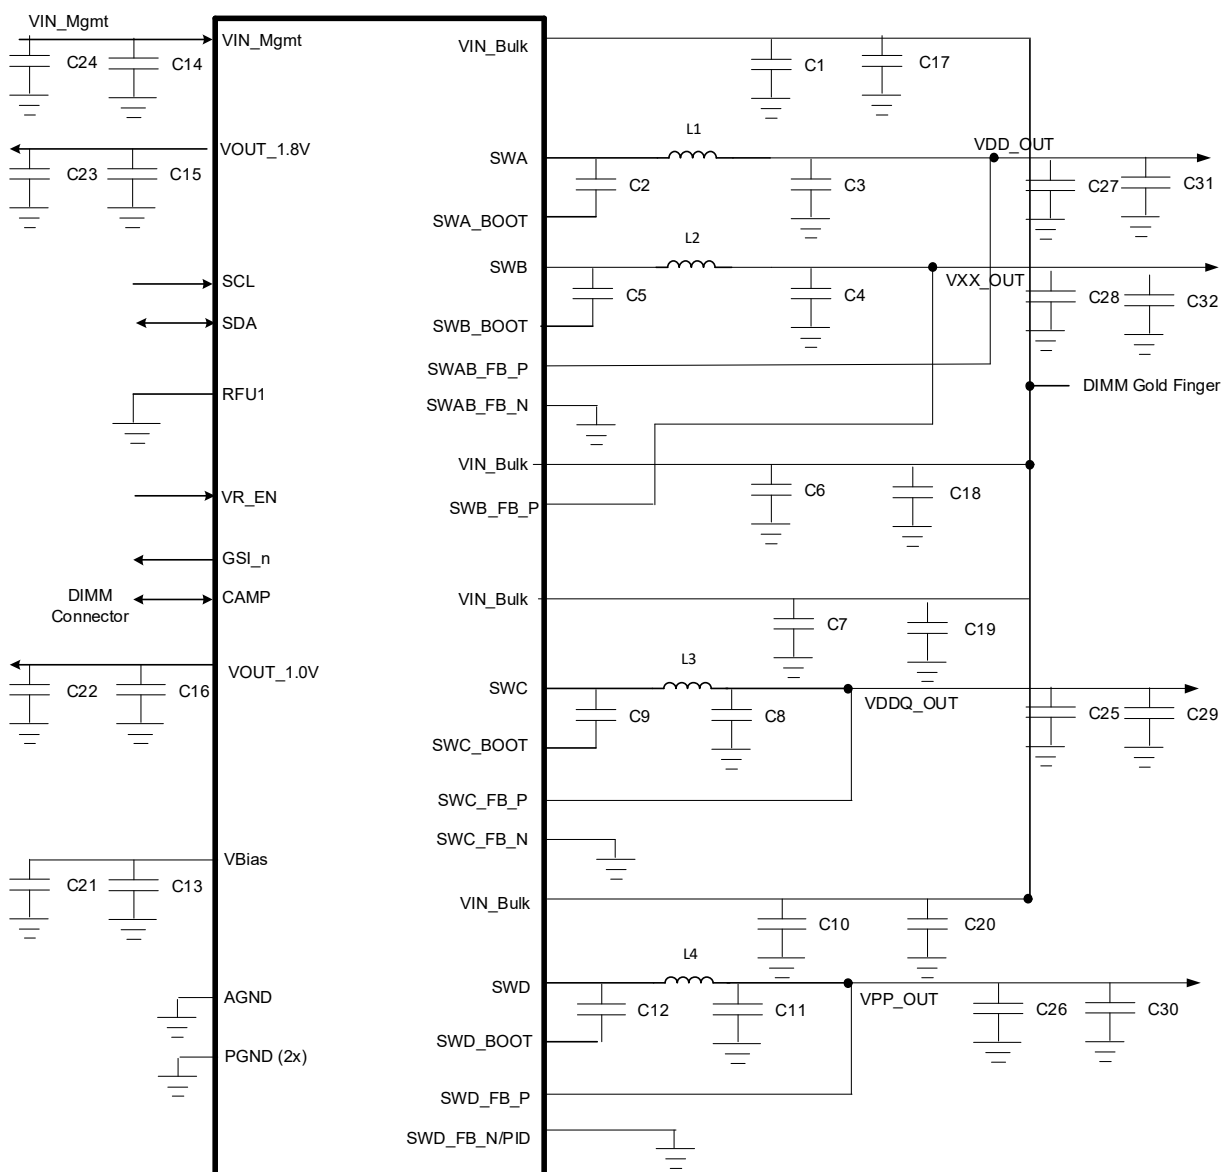 VIN_Mgmt
VIN_Mgmt
VIN_Bulk
C24
C14
C1
C17
L1
VOUT_1.8V
SWA
VDD_OUT
C23
C15
C2
C3
C27
C31
SWA_BOOT
L2
SWB
SCL
VXX_OUT
C5
C4
C28
C32
SDA
SWB_BOOT
SWAB_FB_P
DIMM Gold Finger
RFU1
SWAB_FB_N
VIN_Bulk
C6
C18
VR_EN
SWB_FB_P
GSI_n
DIMM
Connector
CAMP
VIN_Bulk
C7
C19
L3
VOUT_1.0V
C22
C16
SWC
VDDQ_OUT
C9
C8
C25
C29
SWC_BOOT
SWC_FB_P
SWC_FB_N
VBias
C21
C13
VIN_Bulk
C10
C20
L4
SWD
AGND
VPP_OUT
C12
C11
C26
C30
SWD_BOOT
PGND (2x)
SWD_FB_P
SWD_FB_N/PID